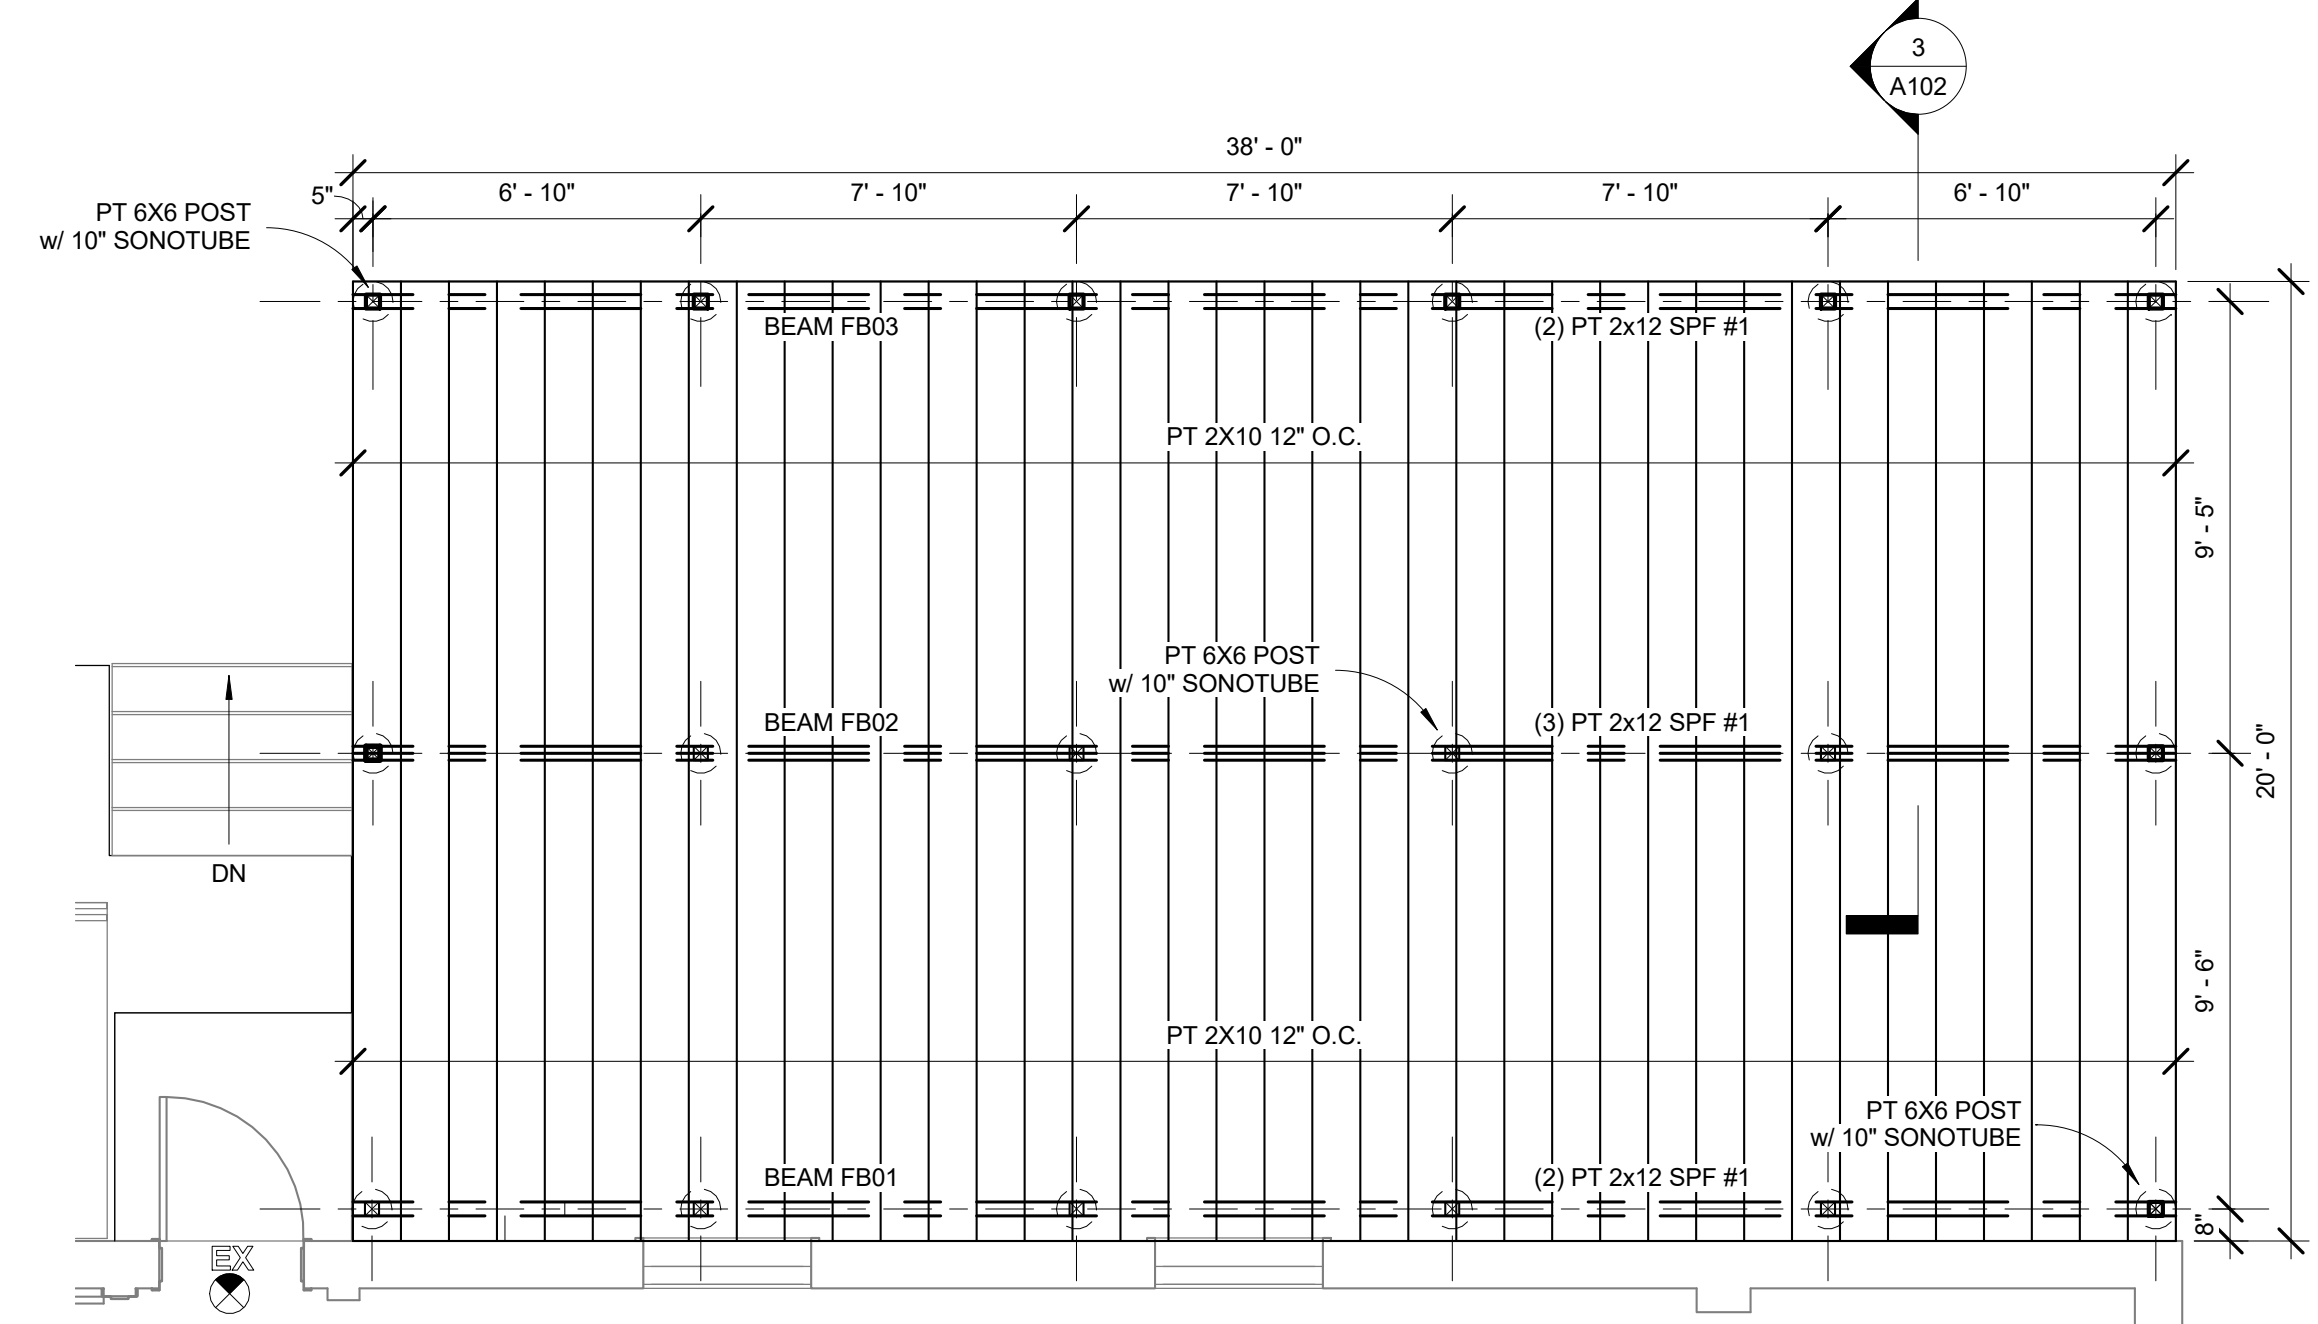 3
A102
38' - 0"
5"
6' - 10"
7' - 10"
7' - 10"
7' - 10"
6' - 10"
PT 6X6 POST
w/ 10" SONOTUBE
BEAM FB03
(2) PT 2x12 SPF #1
PT 2X10 12" O.C.
9' - 5"
PT 6X6 POST
w/ 10" SONOTUBE
BEAM FB02
(3) PT 2x12 SPF #1
20' - 0"
DN
9' - 6"
PT 2X10 12" O.C.
PT 6X6 POST
w/ 10" SONOTUBE
BEAM FB01
(2) PT 2x12 SPF #1
8"
EX